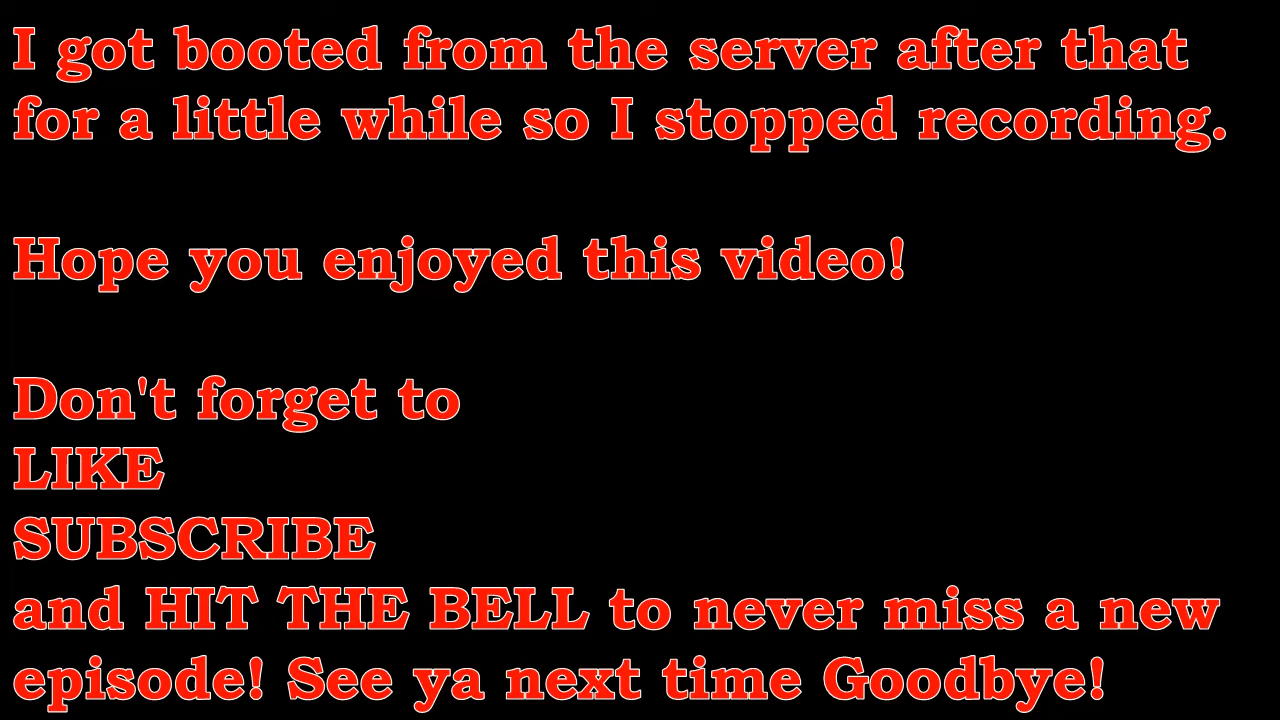 I got booted from the server after that
for a little while so I stopped recording.
Hope you enjoyed this video!
Don't forget to
LIKE
SUBSCRIBE
and HIT THE BELL to never miss a new
episode! See ya next time Goodbye!